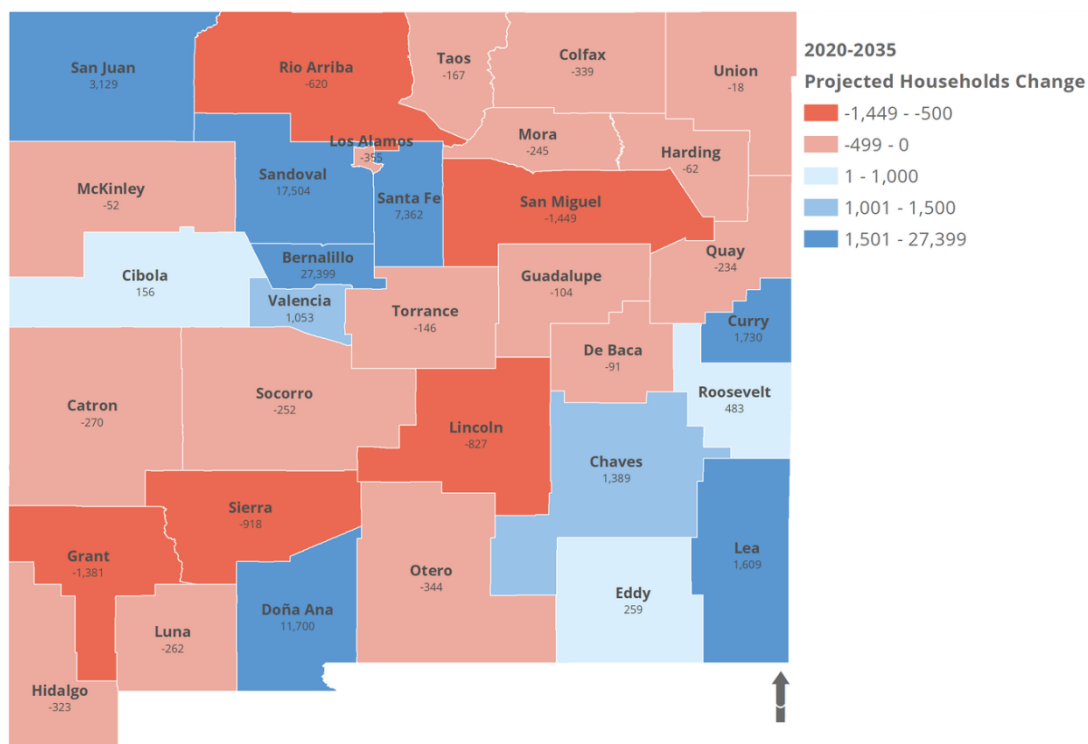 San Juan
3,129
Rio Arriba
-620
Taos
-167
Colfax
-339
Union
-18
2020-2035
Projected Households Change
-1,449 - -500
-499 - 0
1 - 1,000
1,001 - 1,500
1,501 - 27,399
Los Alamos
-355
Mora
-245
Harding
-62
McKinley
-52
Sandoval
17,504
Santa Fe
7,362
San Miguel
-1,449
Quay
-234
Cibola
156
Bernalillo
27,399
Valencia
1,053
Torrance
-146
Guadalupe
-104
Curry
1,730
De Baca
-91
Roosevelt
483
Catron
-270
Socorro
-252
Lincoln
-827
Chaves
1,389
Sierra
-918
Grant
-1,381
Otero
-344
Lea
1,609
Eddy
259
Doña Ana
11,700
Luna
-262
Hidalgo
-323